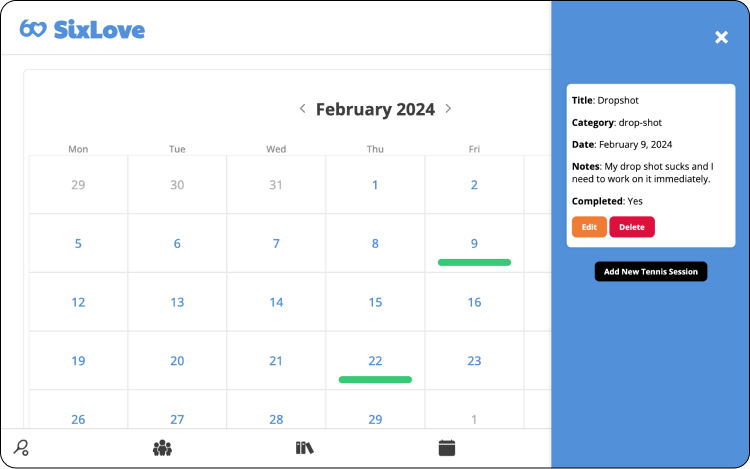 SixLove
February 2024
Mon Tue Wed Thu Fri
29 30 31 1 2
5 6 7 8 9
12 13 14 15 16
19 20 21 22 23
26 27 28 29 1
Title: Dropshot
Category: drop-shot
Date: February 9, 2024
Notes: My drop shot sucks and I
need to work on it immediately.
Completed: Yes
Edit Delete
Add New Tennis Session